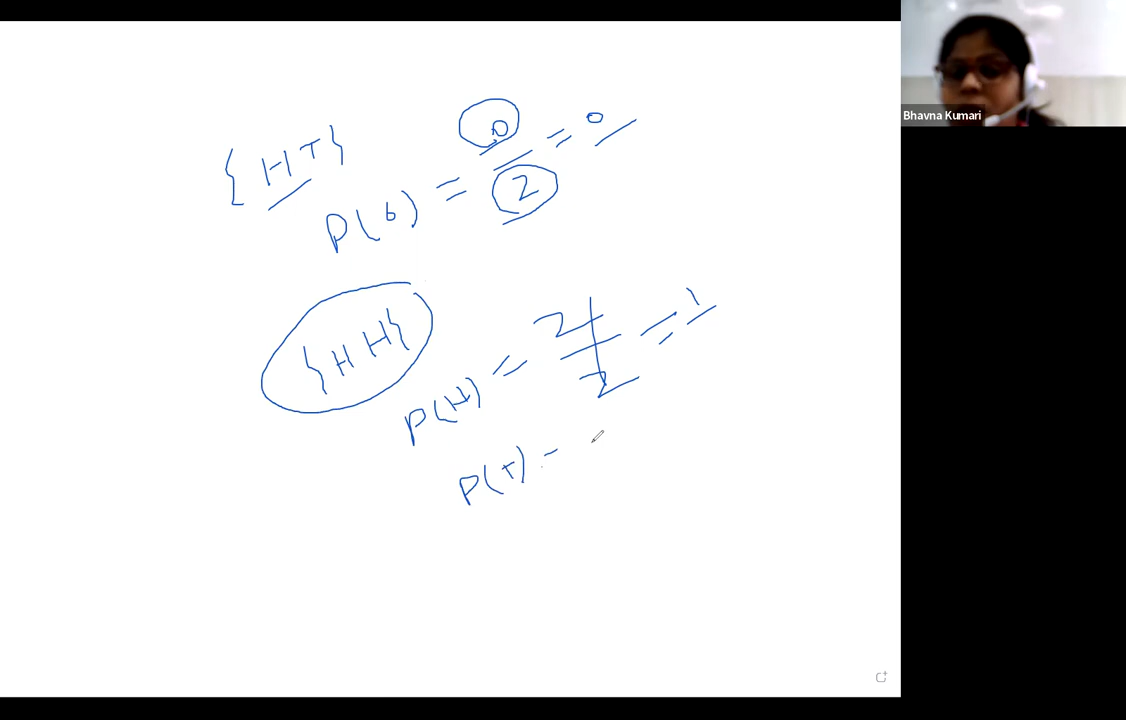 { H T }
P(6) = 0/2 = 0
{ H H }
P(H) = 2/2 = 1
P(T) -
Bhavna Kumari